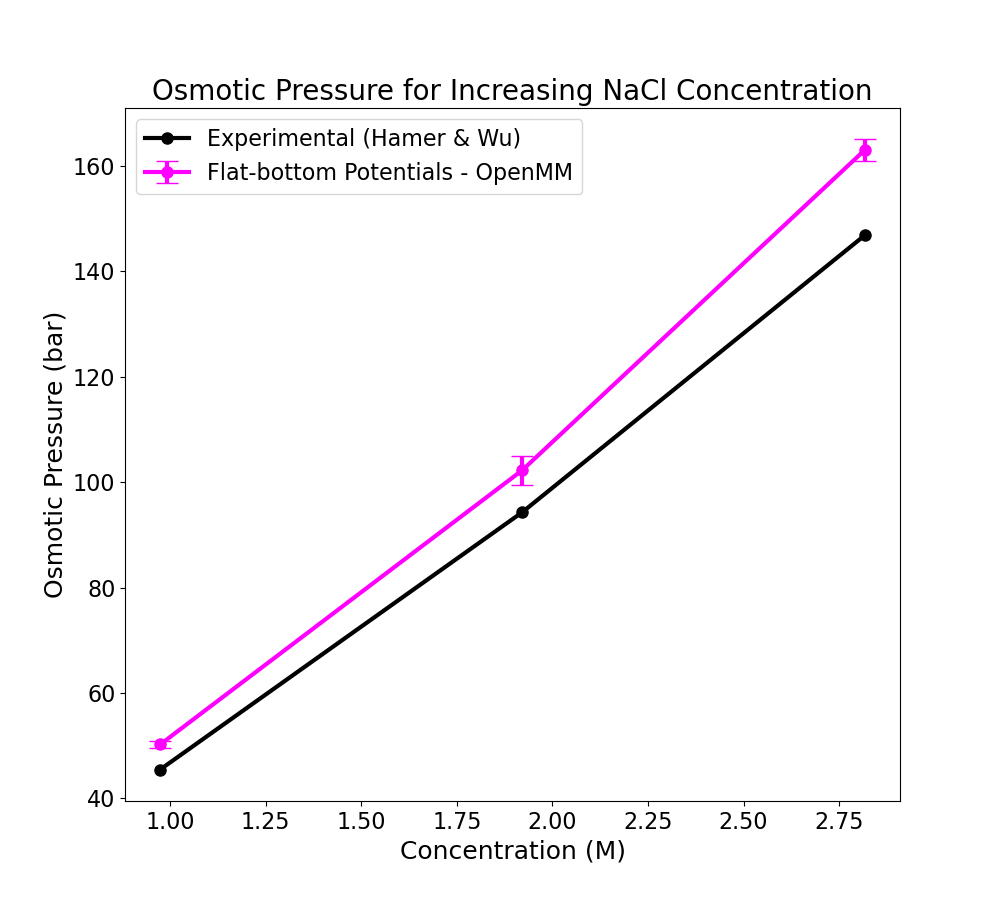 Osmotic Pressure for Increasing NaCl Concentration
Experimental (Hamer & Wu)
Flat-bottom Potentials - OpenMM
160
140
120
100
80
60
40
Osmotic Pressure (bar)
1.00 1.25 1.50 1.75 2.00 2.25 2.50 2.75
Concentration (M)